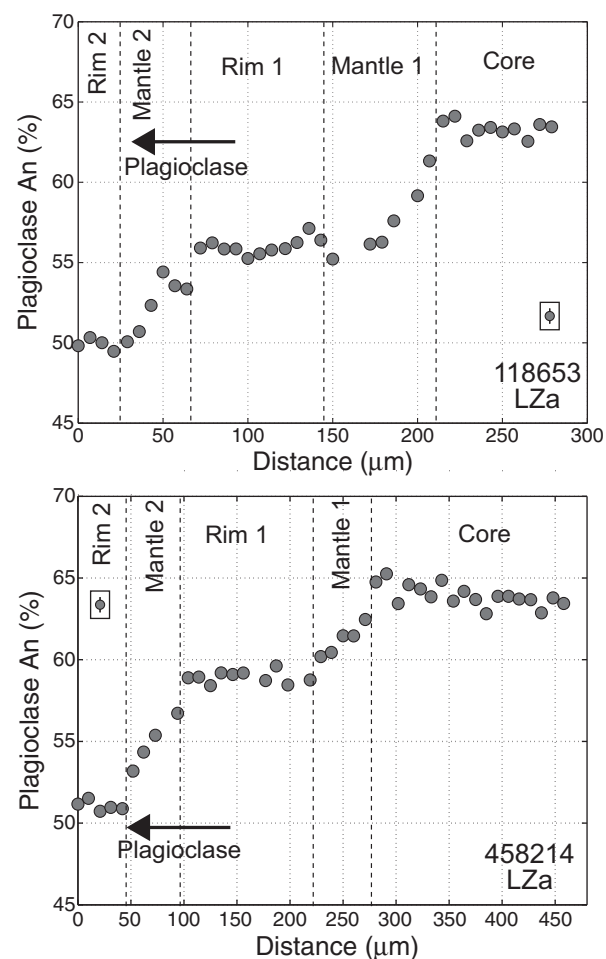 Rim 2
Mantle 2
Rim 1
Mantle 1
Core
70
65
60
55
50
45
Plagioclase An (%)
Plagioclase
118653
LZa
0 50 100 150 200 250 300
Distance (μm)
Rim 2
Mantle 2
Rim 1
Mantle 1
Core
70
65
60
55
50
45
Plagioclase An (%)
Plagioclase
458214
LZa
0 50 100 150 200 250 300 350 400 450
Distance (μm)